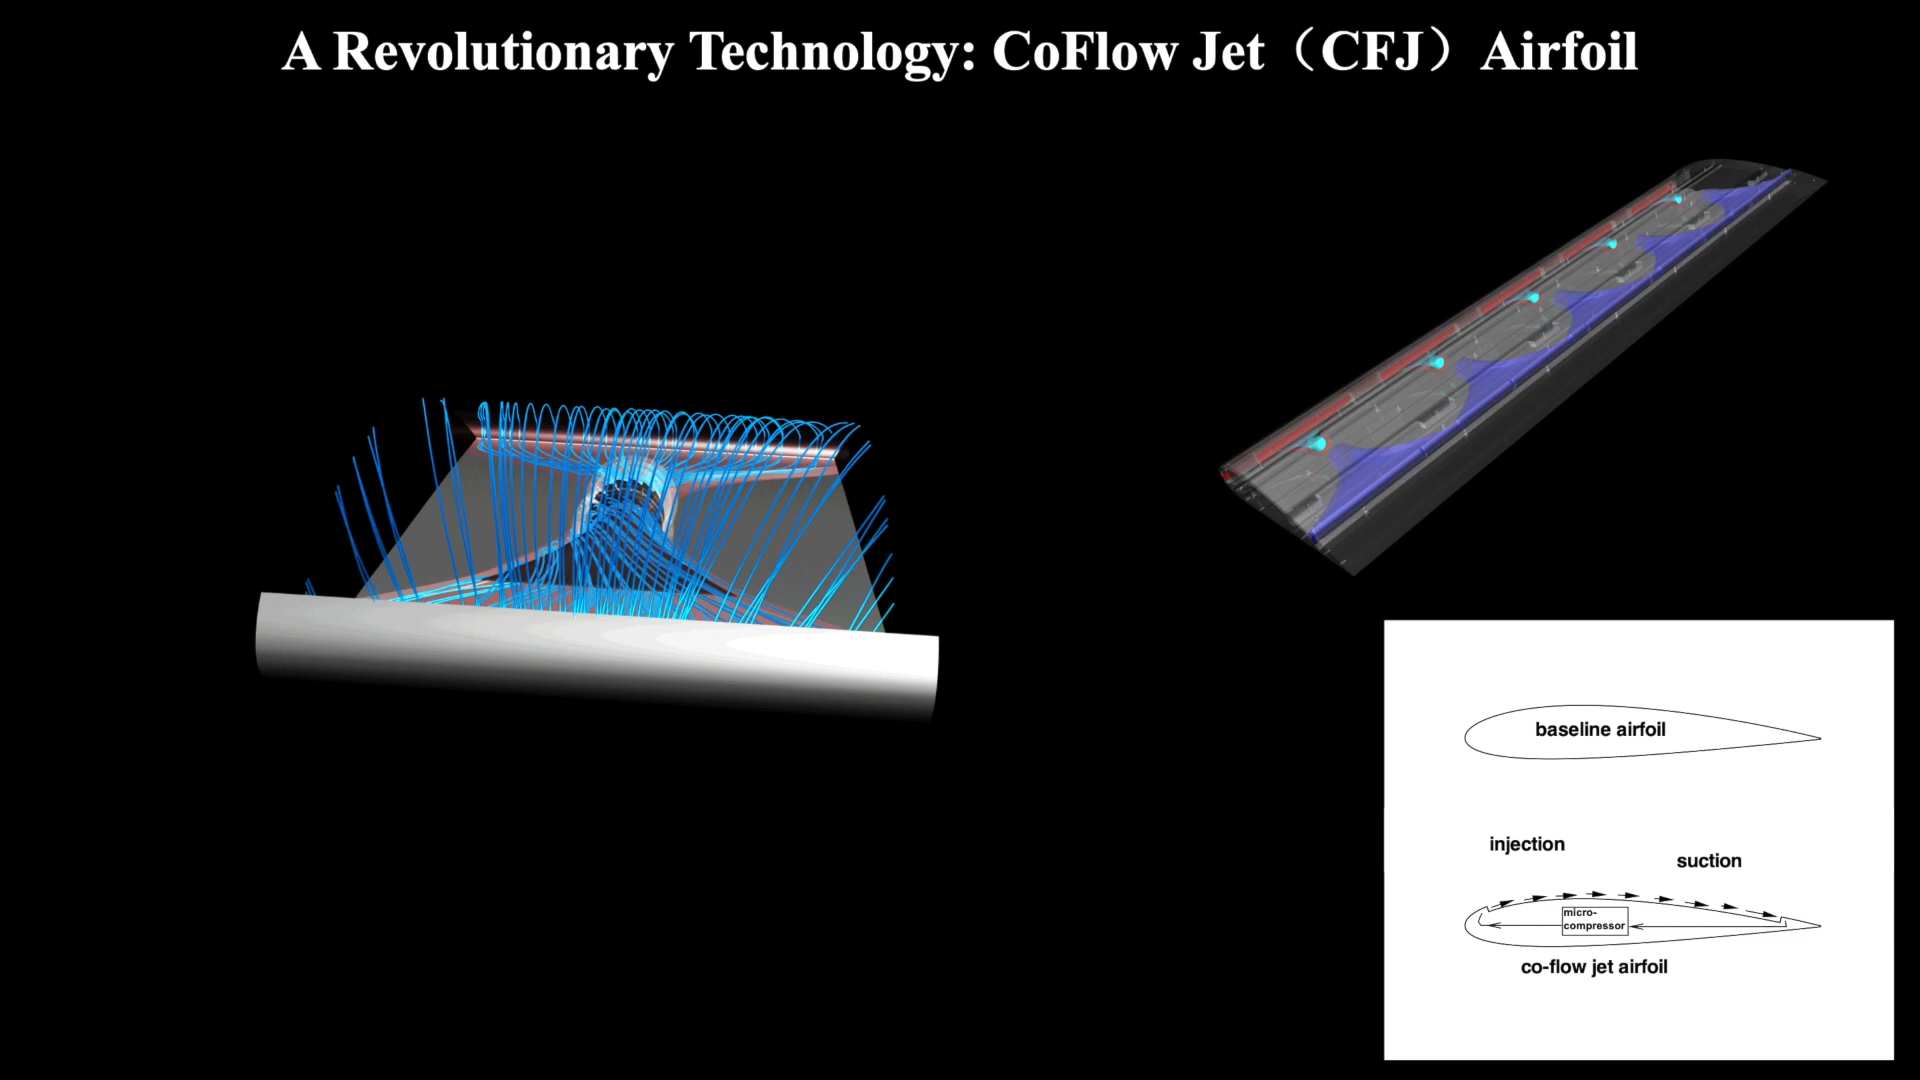 A Revolutionary Technology: CoFlow Jet（CFJ）Airfoil
baseline airfoil
injection
suction
micro-
compressor
co-flow jet airfoil